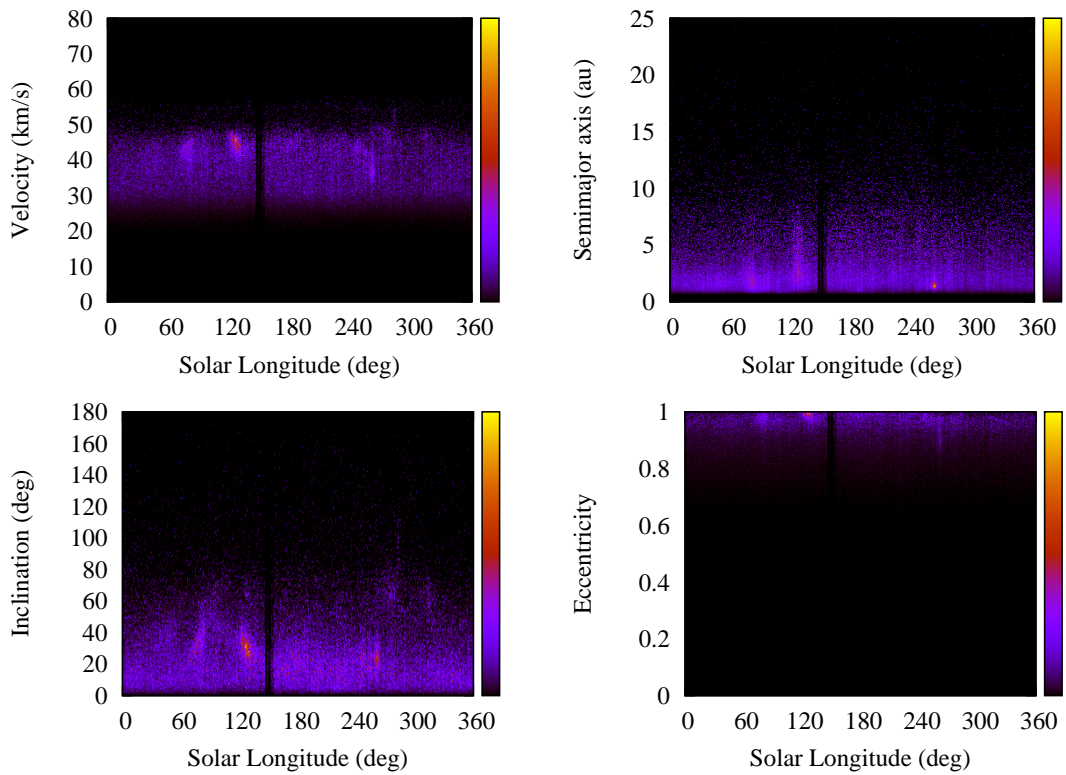 80
70
60
50
40
30
20
10
0
Velocity (km/s)
0 60 120 180 240 300 360
Solar Longitude (deg)
25
20
15
10
5
0
Semimajor axis (au)
0 60 120 180 240 300 360
Solar Longitude (deg)
180
160
140
120
100
80
60
40
20
0
Inclination (deg)
0 60 120 180 240 300 360
Solar Longitude (deg)
1
0.8
0.6
0.4
0.2
0
Eccentricity
0 60 120 180 240 300 360
Solar Longitude (deg)